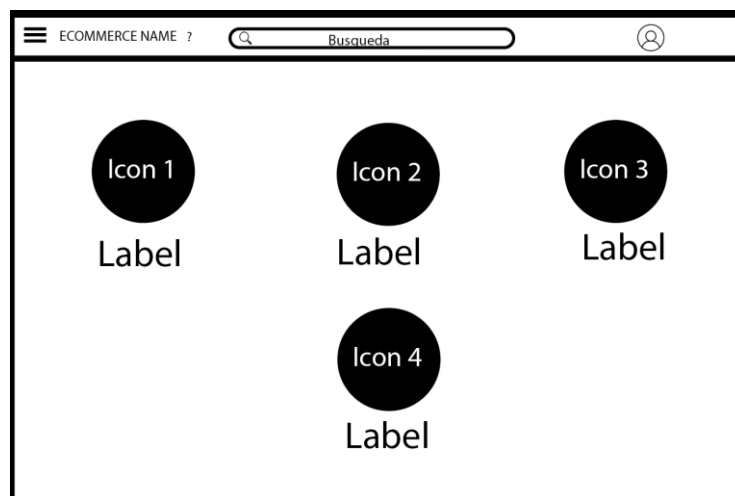 ECOMMERCE NAME ? Busqueda
Icon 1 Icon 2 Icon 3
Label Label Label
Icon 4
Label